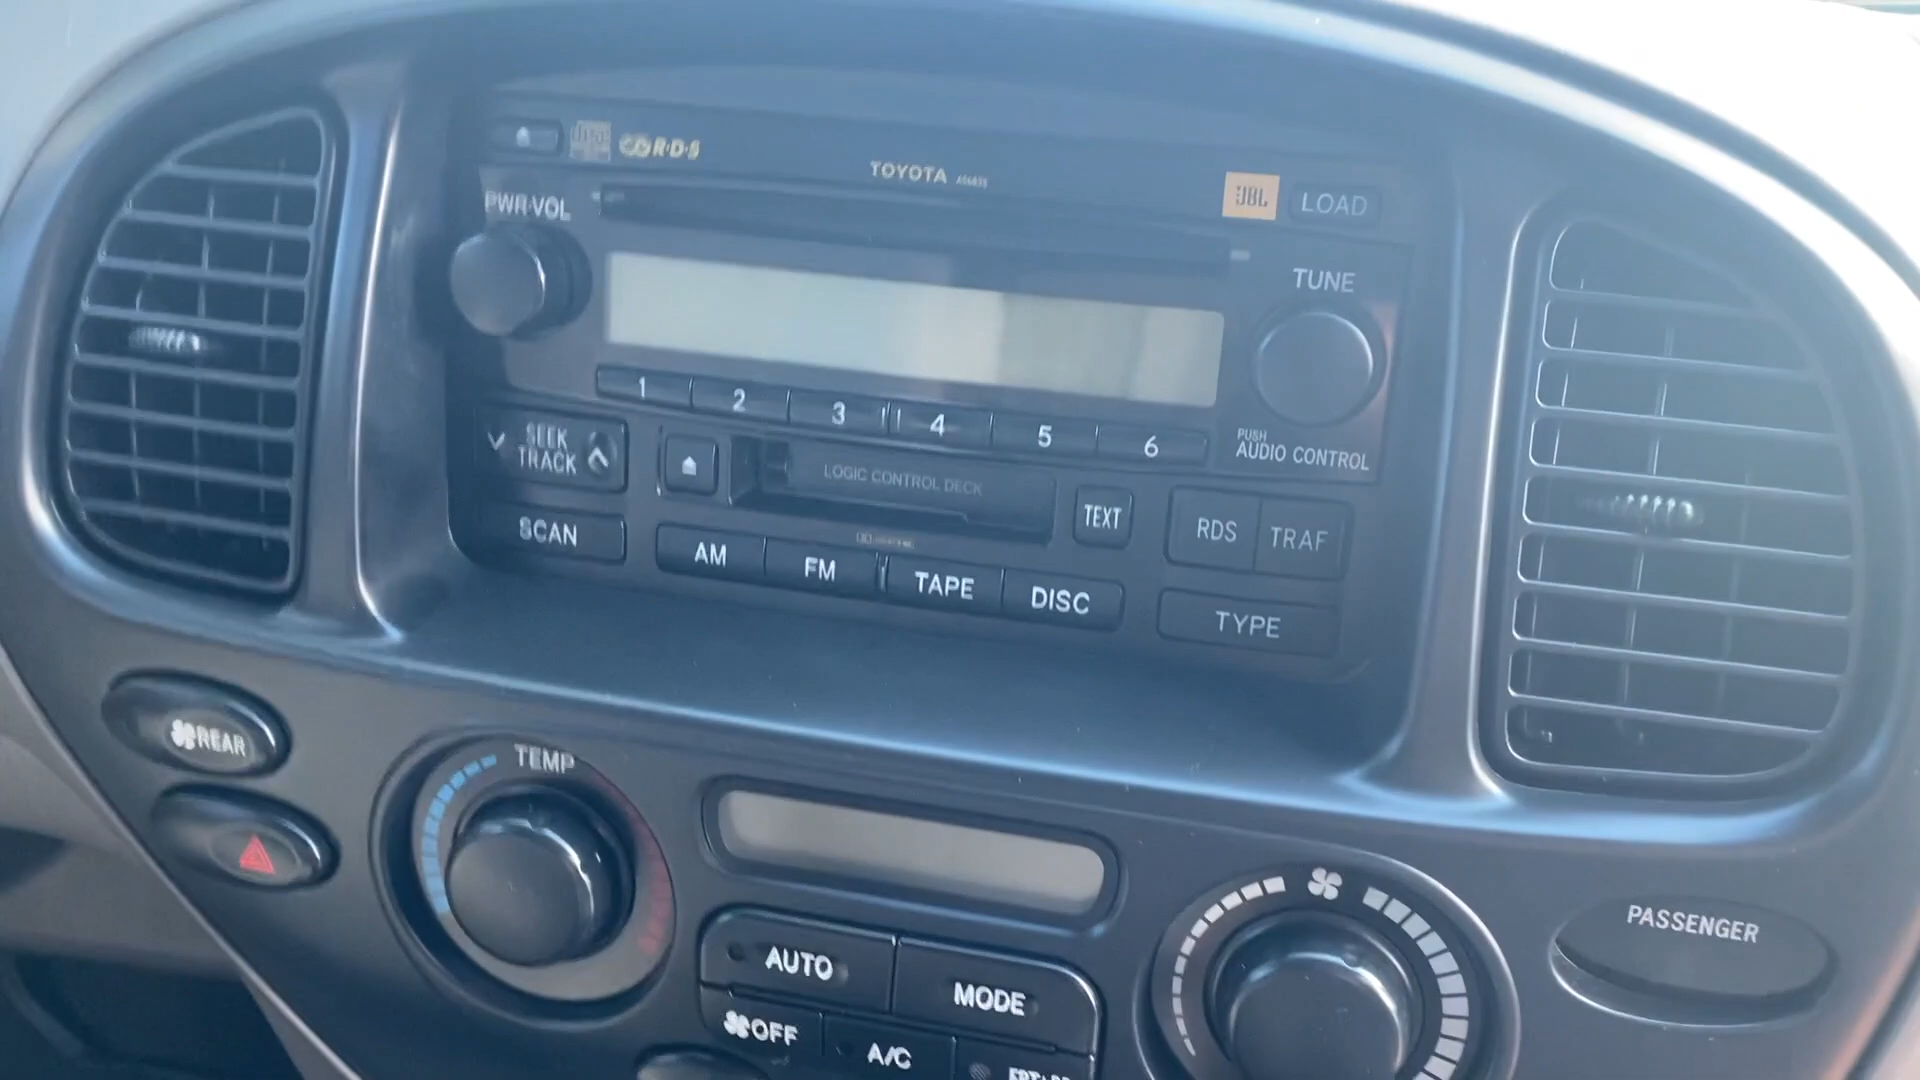 disc R·D·S
TOYOTA
JBL LOAD
PWR·VOL
TUNE
1 2 3 4 5 6
PUSH
AUDIO CONTROL
SEEK
TRACK
LOGIC CONTROL DECK
TEXT
RDS TRAF
SCAN
AM FM TAPE DISC
TYPE
REAR
TEMP
PASSENGER
AUTO MODE
OFF A/C